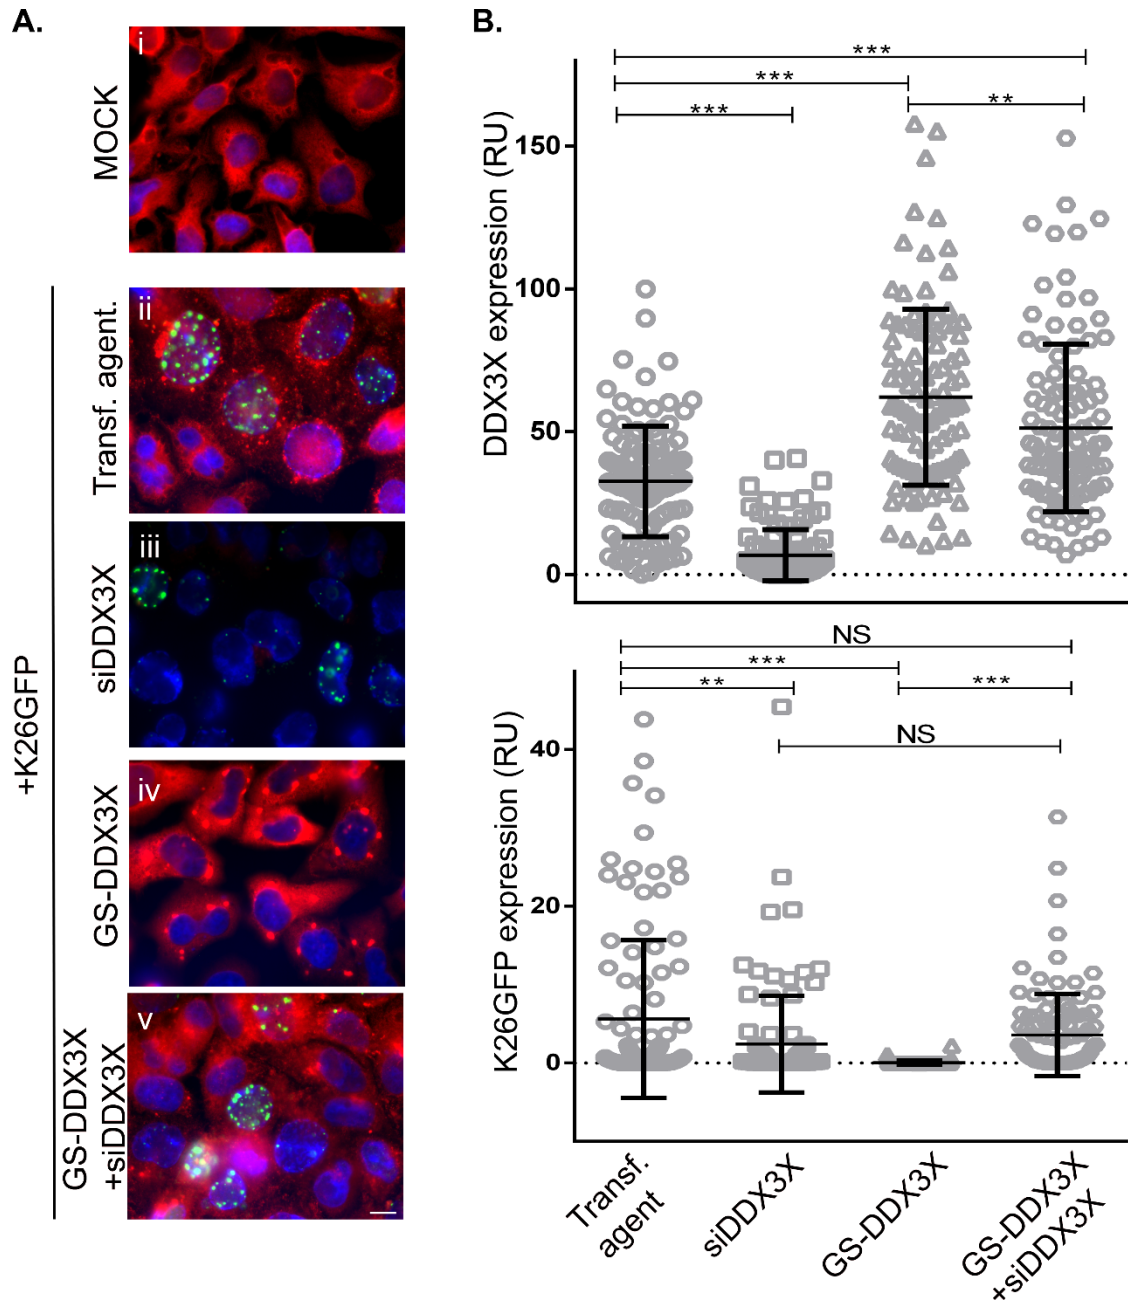 A.
MOCK
i
+K26GFP
Transf. agent.
ii
siDDX3X
iii
GS-DDX3X
iv
GS-DDX3X
+siDDX3X
v
B.
DDX3X expression (RU)
150
100
50
0
***
***
***
**
K26GFP expression (RU)
40
20
0
NS
***
**
***
NS
Transf.
agent
siDDX3X
GS-DDX3X
GS-DDX3X
+siDDX3X